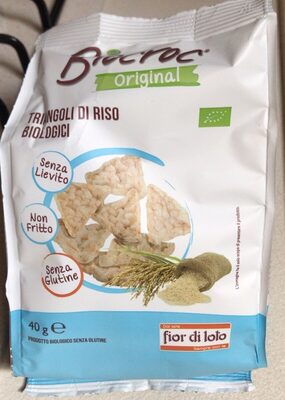 Biocroc
Original
TRIANGOLI DI RISO
BIOLOGICI
Senza
Lievito
Non
Fritto
Senza
Glutine
40 g e
PRODOTTO BIOLOGICO SENZA GLUTINE
fior di loto